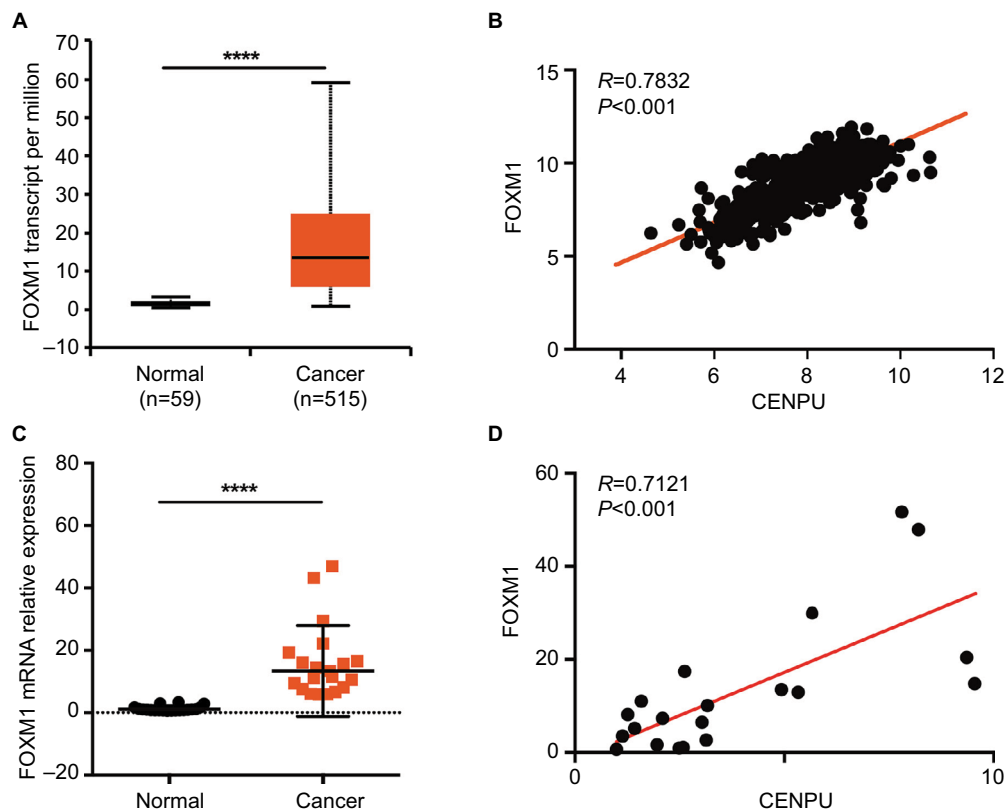 A
FOXM1 transcript per million
70
60
50
40
30
20
10
0
–10
****
Normal
(n=59)
Cancer
(n=515)
B
R=0.7832
P<0.001
FOXM1
15
10
5
0
4
6
8
10
12
CENPU
C
FOXM1 mRNA relative expression
80
60
40
20
0
–20
****
Normal
Cancer
D
R=0.7121
P<0.001
FOXM1
60
40
20
0
0
10
CENPU